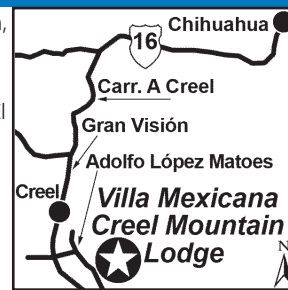 Chihuahua
16
Carr. A Creel
Gran Visión
Adolfo López Matoes
Creel
Villa Mexicana
Creel Mountain
Lodge
N